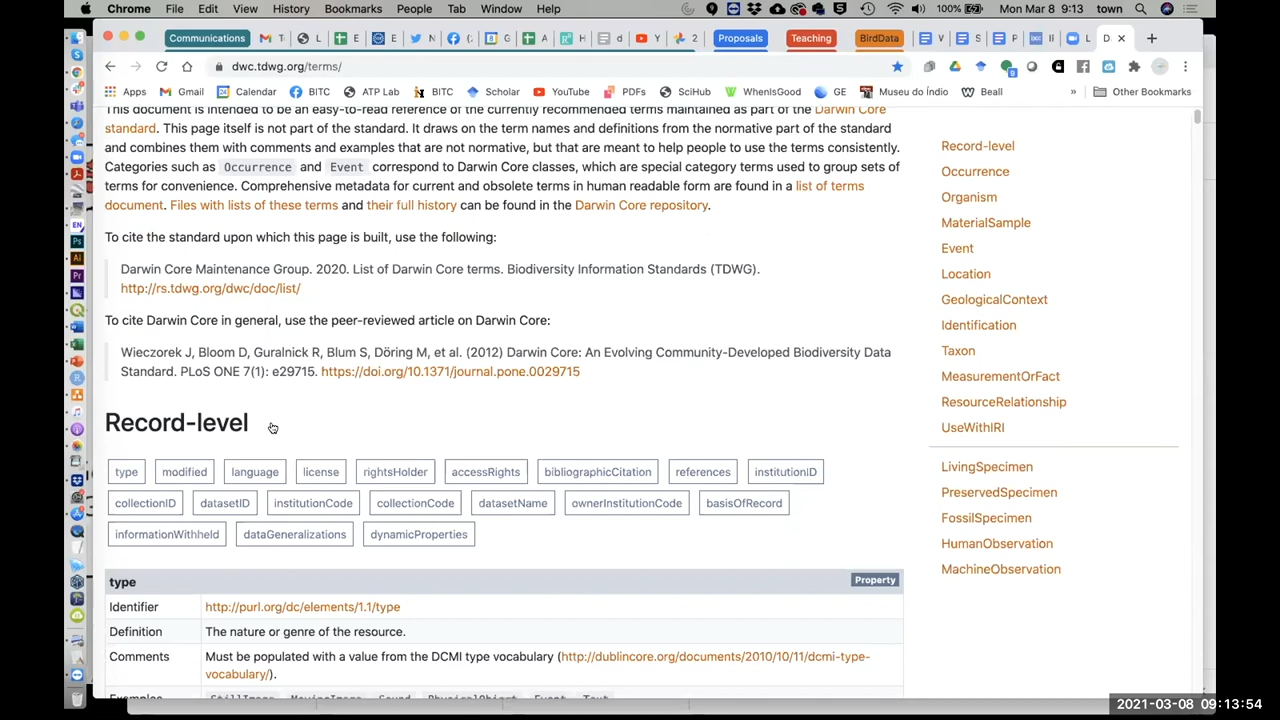 Chrome File Edit View History Bookmarks People Tab Window Help 100% Mon Mar 8 9:13 town
Communications T L E E N ( G A H d Y 2 Proposals Teaching BirdData V S P II L D
dwc.tdwg.org/terms/
Apps Gmail Calendar BITC ATP Lab BITC Scholar YouTube PDFs SciHub WhenIsGood GE Museu do Índio Beall » Other Bookmarks
This document is intended to be an easy-to-read reference of the currently recommended terms maintained as part of the Darwin Core
standard. This page itself is not part of the standard. It draws on the term names and definitions from the normative part of the standard
and combines them with comments and examples that are not normative, but that are meant to help people to use the terms consistently.
Categories such as Occurrence and Event correspond to Darwin Core classes, which are special category terms used to group sets of
terms for convenience. Comprehensive metadata for current and obsolete terms in human readable form are found in a list of terms
document. Files with lists of these terms and their full history can be found in the Darwin Core repository.
To cite the standard upon which this page is built, use the following:
Darwin Core Maintenance Group. 2020. List of Darwin Core terms. Biodiversity Information Standards (TDWG).
http://rs.tdwg.org/dwc/doc/list/
To cite Darwin Core in general, use the peer-reviewed article on Darwin Core:
Wieczorek J, Bloom D, Guralnick R, Blum S, Döring M, et al. (2012) Darwin Core: An Evolving Community-Developed Biodiversity Data
Standard. PLoS ONE 7(1): e29715. https://doi.org/10.1371/journal.pone.0029715
Record-level
type modified language license rightsHolder accessRights bibliographicCitation references institutionID
collectionID datasetID institutionCode collectionCode datasetName ownerInstitutionCode basisOfRecord
informationWithheld dataGeneralizations dynamicProperties
type Property
Identifier http://purl.org/dc/elements/1.1/type
Definition The nature or genre of the resource.
Comments Must be populated with a value from the DCMI type vocabulary (http://dublincore.org/documents/2010/10/11/dcmi-type-
vocabulary/).
Examples StillImage MovingImage Sound PhysicalObject Event Text
Record-level
Occurrence
Organism
MaterialSample
Event
Location
GeologicalContext
Identification
Taxon
MeasurementOrFact
ResourceRelationship
UseWithIRI
LivingSpecimen
PreservedSpecimen
FossilSpecimen
HumanObservation
MachineObservation
2021-03-08 09:13:54